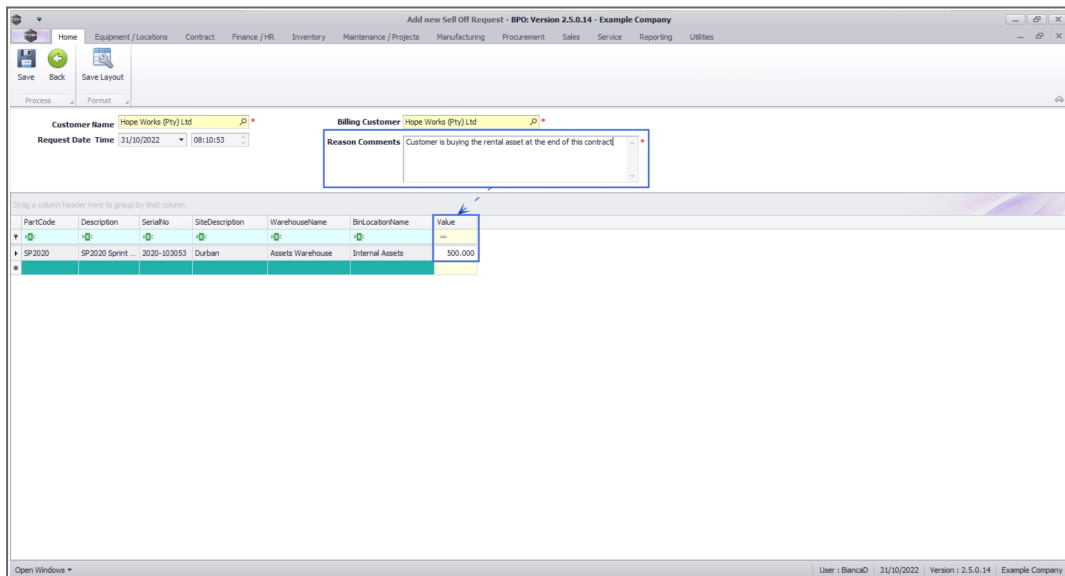 Add new Sell Off Request - BPO: Version 2.5.0.14 - Example Company
Home Equipment / Locations Contract Finance / HR Inventory Maintenance / Projects Manufacturing Procurement Sales Service Reporting Utilities
Save Back Save Layout
Process Format
Customer Name Hope Works (Pty) Ltd * Billing Customer Hope Works (Pty) Ltd *
Request Date Time 31/10/2022 08:10:53 Reason Comments Customer is buying the rental asset at the end of this contract *
Drag a column header here to group by that column
PartCode Description SerialNo SiteDescription WarehouseName BinLocationName Value
SP2020 SP2020 Sprint ... 2020-103053 Durban Assets Warehouse Internal Assets 500.000
Open Windows User : BiancaD 31/10/2022 Version : 2.5.0.14 Example Company